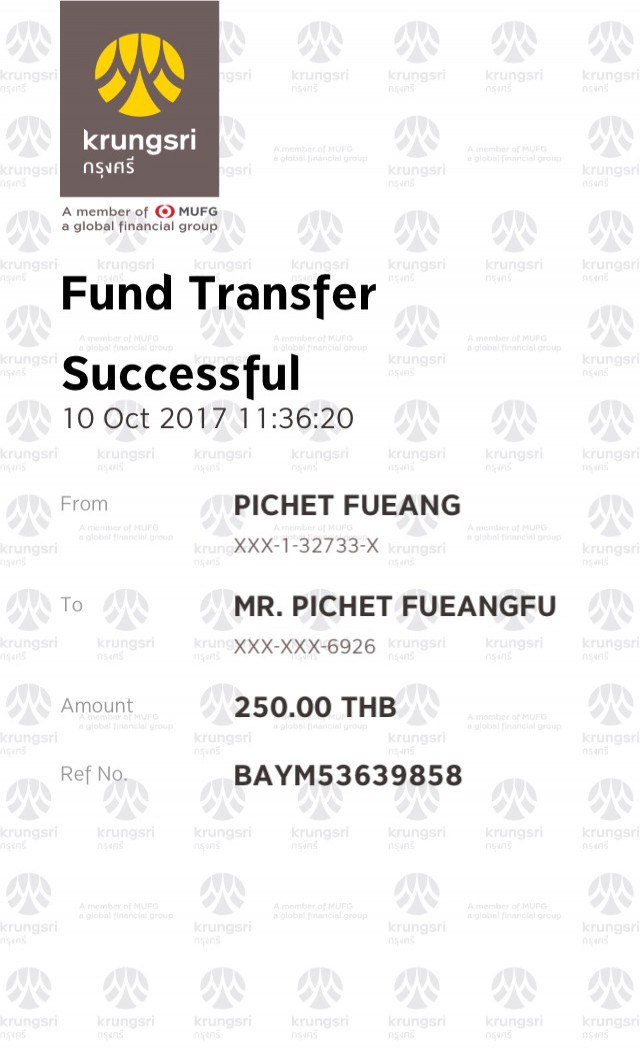 krungsri
กรุงศรี
A member of MUFG
a global financial group
Fund Transfer
Successful
10 Oct 2017 11:36:20
From
PICHET FUEANG
XXX-1-32733-X
To
MR. PICHET FUEANGFU
XXX-XXX-6926
Amount
250.00 THB
Ref No.
BAYM53639858